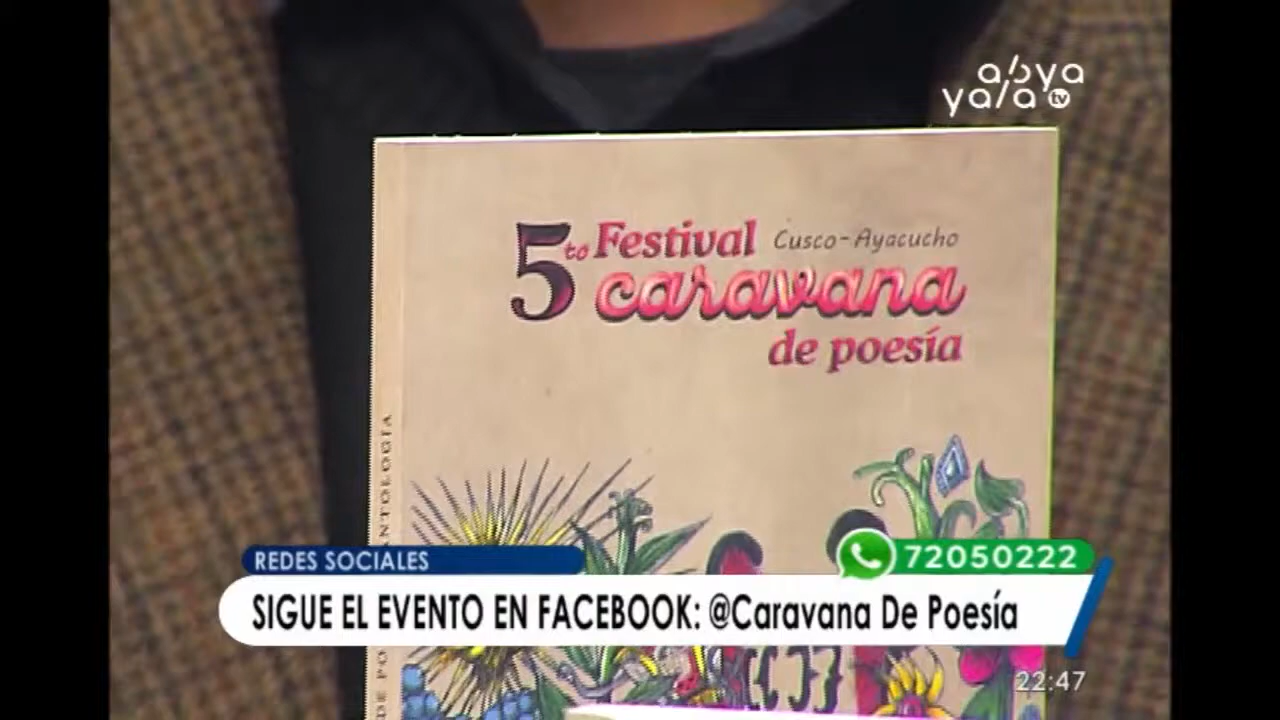 abya
yala tv
5to Festival Cusco-Ayacucho
caravana
de poesía
ANTOLOGÍA
DE
REDES SOCIALES
72050222
SIGUE EL EVENTO EN FACEBOOK: @Caravana De Poesía
22:47